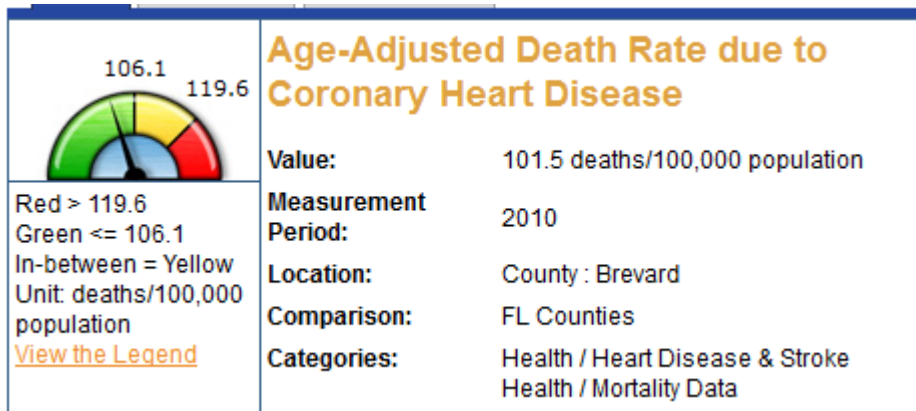 106.1
119.6
Red > 119.6
Green <= 106.1
In-between = Yellow
Unit: deaths/100,000
population
View the Legend
Age-Adjusted Death Rate due to
Coronary Heart Disease
Value: 101.5 deaths/100,000 population
Measurement
Period: 2010
Location: County : Brevard
Comparison: FL Counties
Categories: Health / Heart Disease & Stroke
Health / Mortality Data